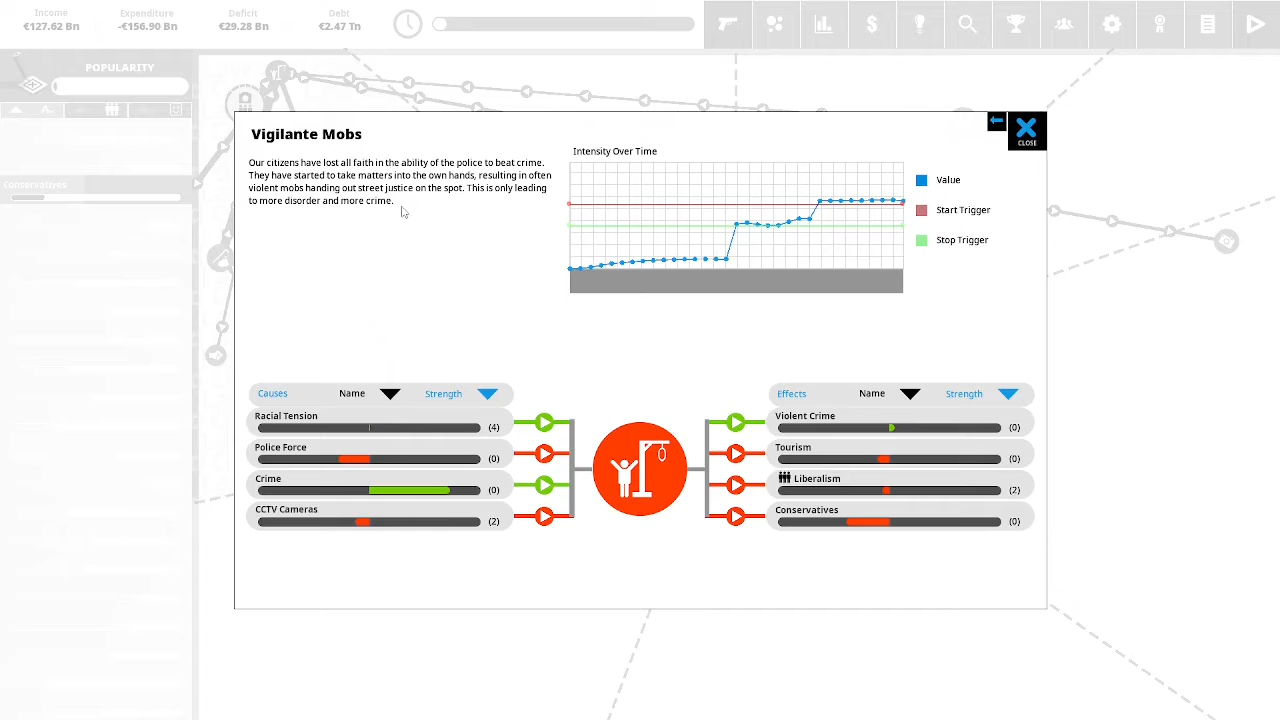 Income Expenditure Deficit Debt
€127.62 Bn -€156.90 Bn €29.28 Bn €2.47 Tn
POPULARITY
Conservatives
Vigilante Mobs
CLOSE
Our citizens have lost all faith in the ability of the police to beat crime.
They have started to take matters into the own hands, resulting in often
violent mobs handing out street justice on the spot. This is only leading
to more disorder and more crime.
Intensity Over Time
Value
Start Trigger
Stop Trigger
Causes Name Strength
Racial Tension
(4)
Police Force
(0)
Crime
(0)
CCTV Cameras
(2)
Effects Name Strength
Violent Crime
(0)
Tourism
(0)
Liberalism
(2)
Conservatives
(0)